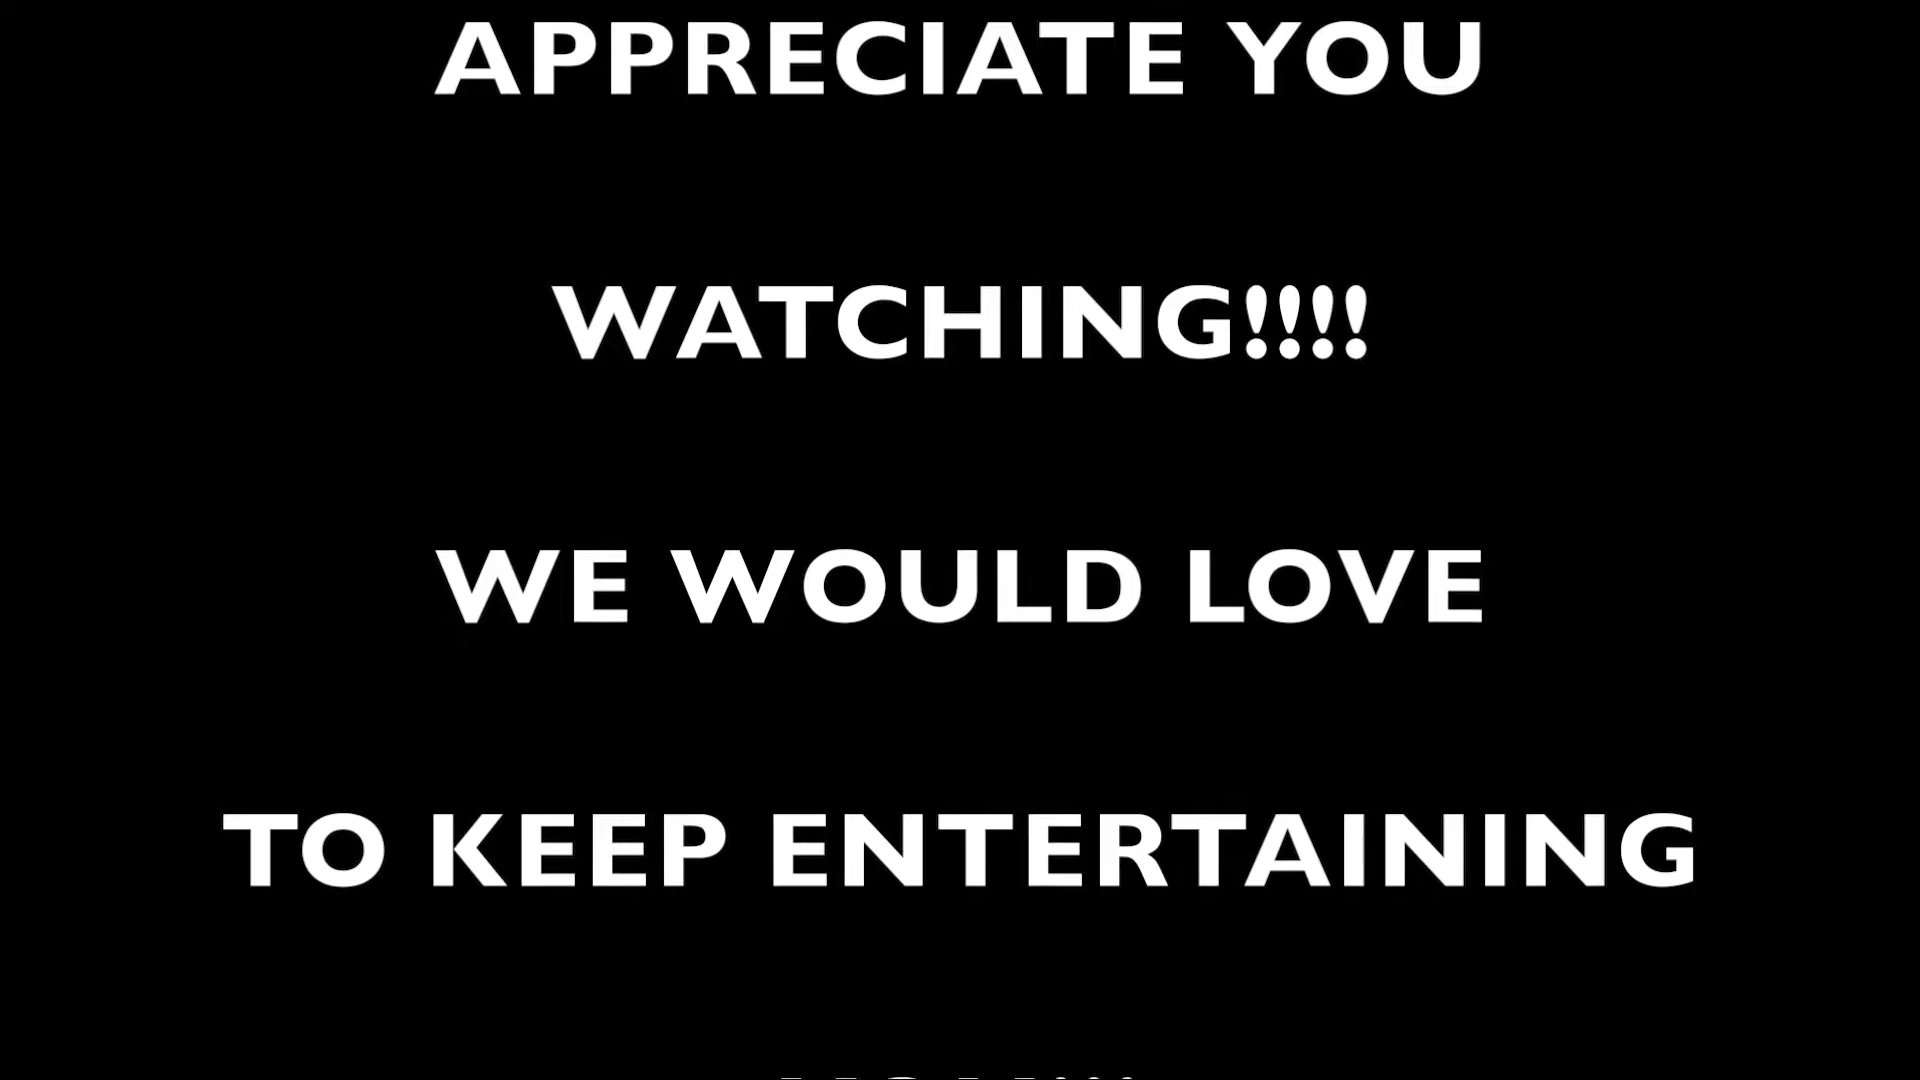 APPRECIATE YOU
WATCHING!!!!
WE WOULD LOVE
TO KEEP ENTERTAINING